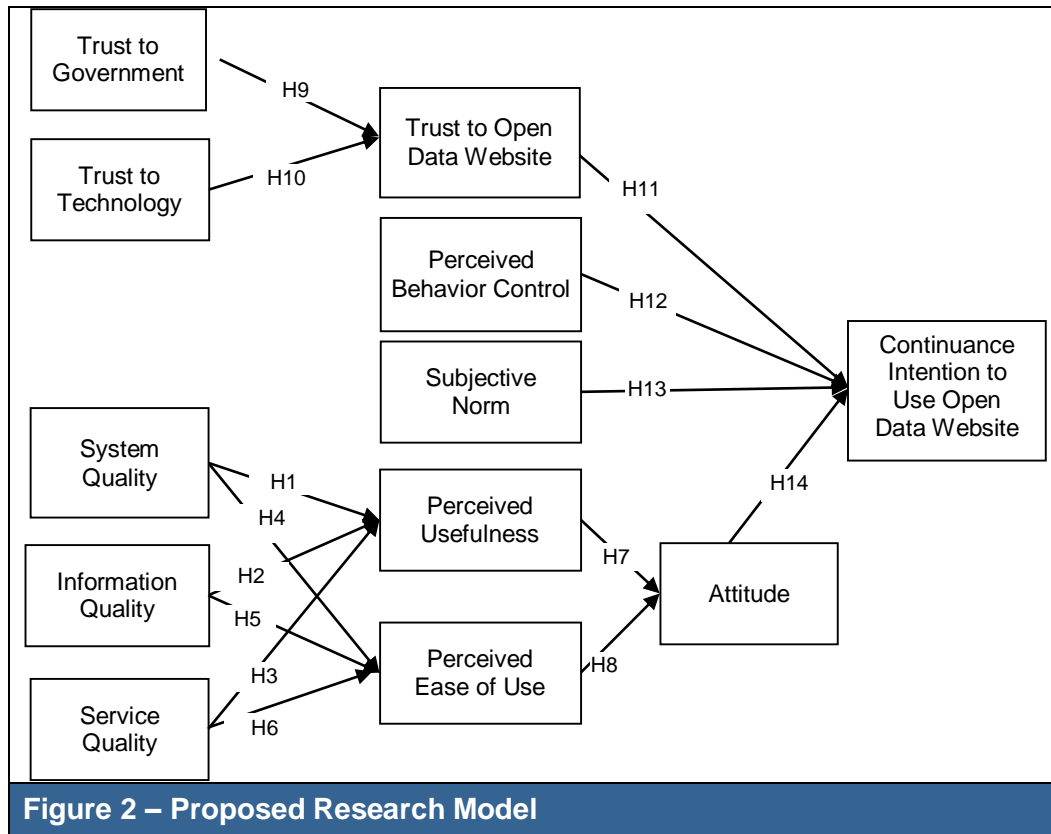 Trust to
Government
H9
Trust to Open
Data Website
Trust to
Technology
H10
H11
Perceived
Behavior Control
H12
Subjective
Norm
H13
Continuance
Intention to
Use Open
Data Website
System
Quality
H1
H4
Perceived
Usefulness
H14
H7
H2
Information
Quality
H5
Attitude
H3
Perceived
Ease of Use
H8
Service
Quality
H6
Figure 2 – Proposed Research Model